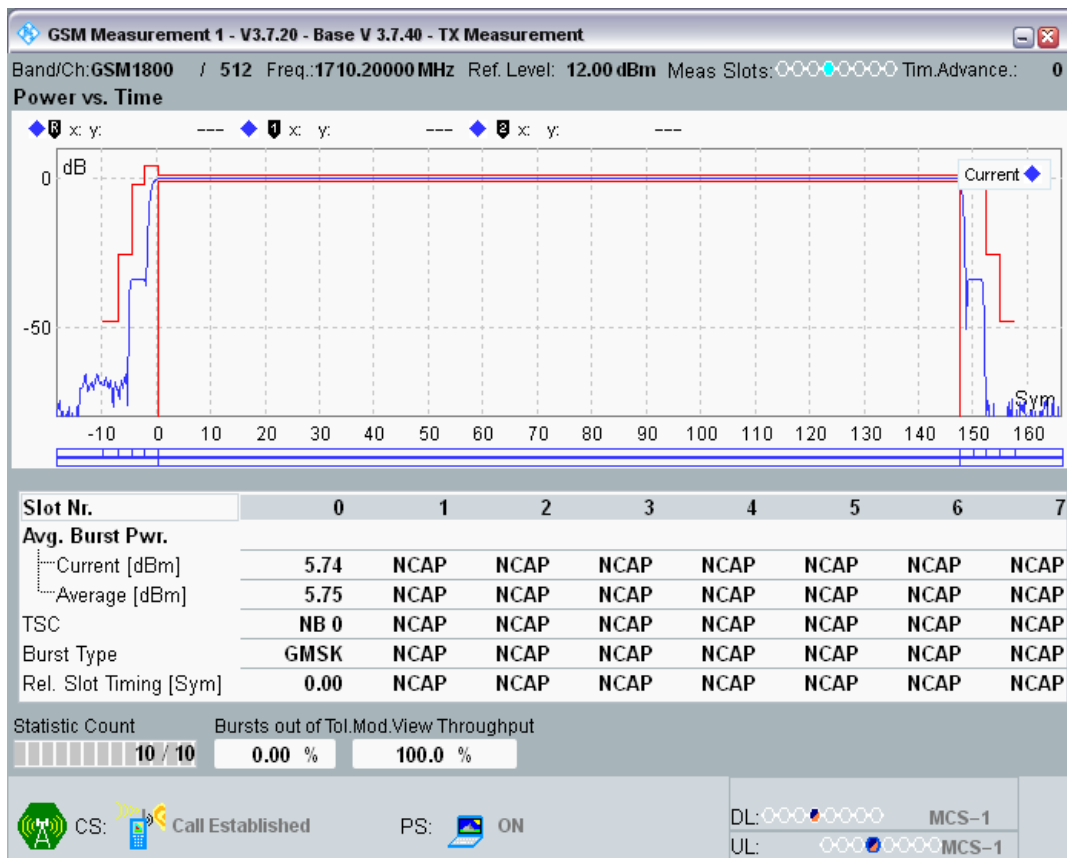 GSM Measurement 1 - V3.7.20 - Base V 3.7.40 - TX Measurement
Band/Ch:GSM1800 / 512 Freq.:1710.20000 MHz Ref. Level: 12.00 dBm Meas Slots: Tim.Advance.: 0
Power vs. Time
R x: y: --- 1 x: y: --- 2 x: y: ---
dB
0
Current
-50
Sym
-10 0 10 20 30 40 50 60 70 80 90 100 110 120 130 140 150 160
Slot Nr. 0 1 2 3 4 5 6 7
Avg. Burst Pwr.
Current [dBm] 5.74 NCAP NCAP NCAP NCAP NCAP NCAP NCAP
Average [dBm] 5.75 NCAP NCAP NCAP NCAP NCAP NCAP NCAP
TSC NB 0 NCAP NCAP NCAP NCAP NCAP NCAP NCAP
Burst Type GMSK NCAP NCAP NCAP NCAP NCAP NCAP NCAP
Rel. Slot Timing [Sym] 0.00 NCAP NCAP NCAP NCAP NCAP NCAP NCAP
Statistic Count Bursts out of Tol.Mod.View Throughput
10 / 10 0.00 % 100.0 %
CS: Call Established PS: ON
DL: MCS-1
UL: MCS-1